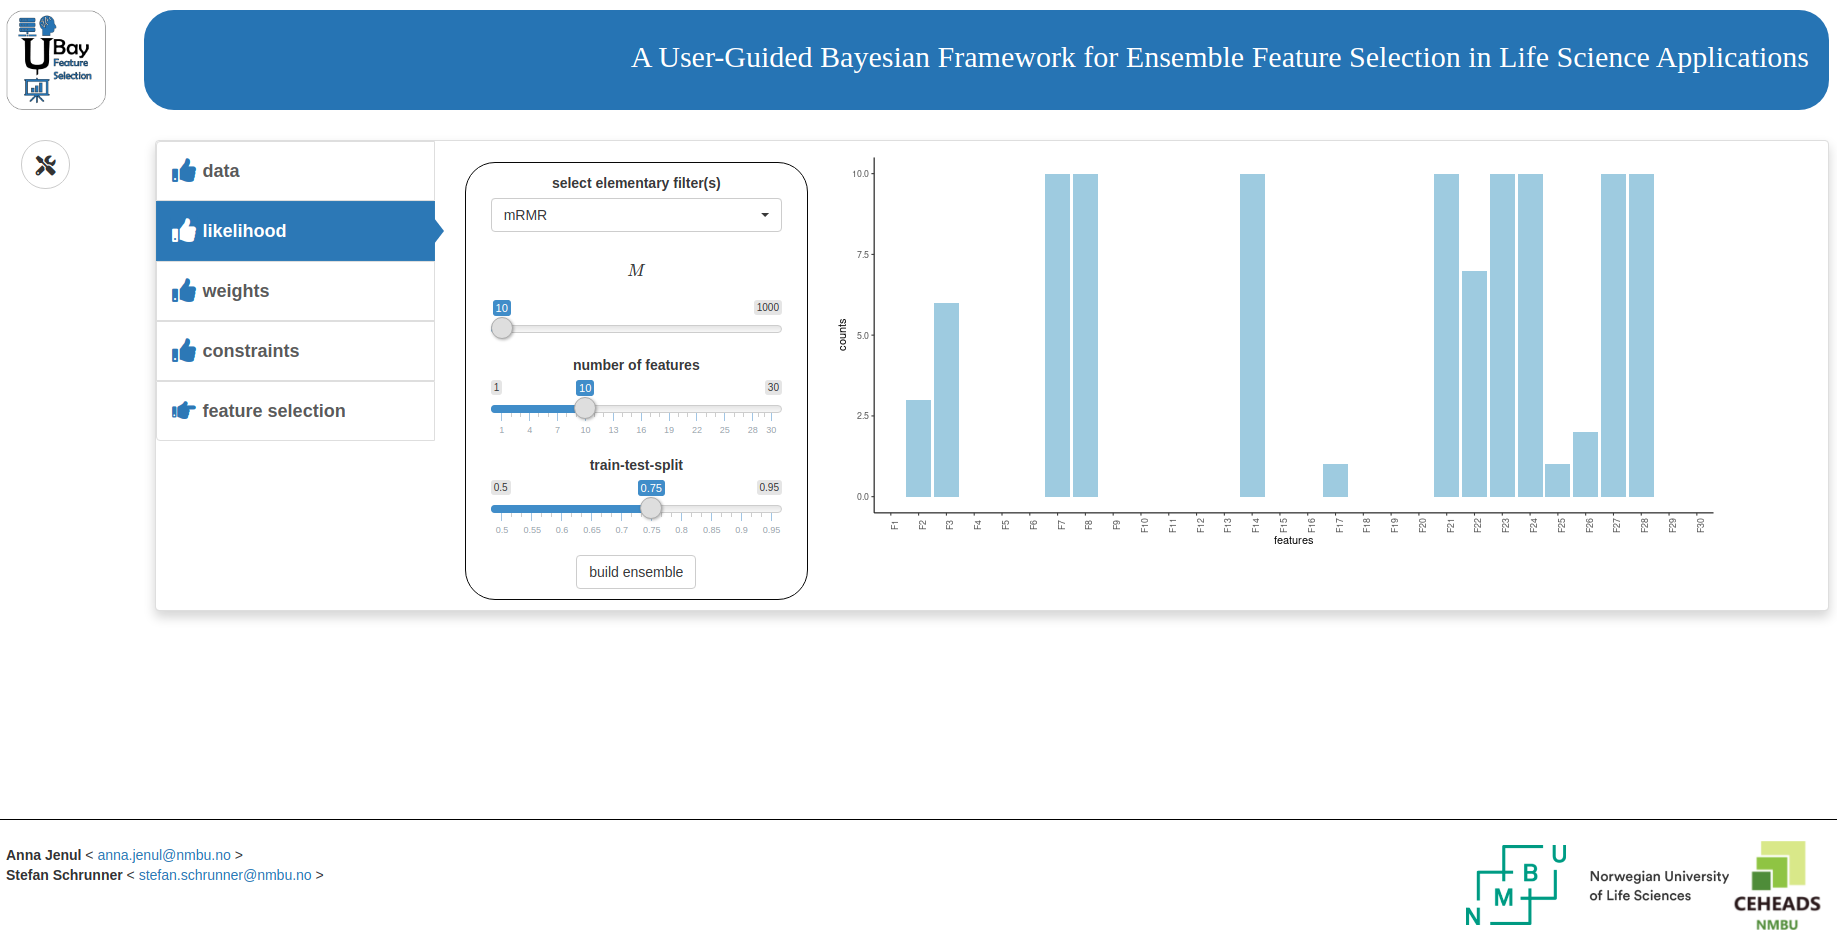 U Bay
Feature
Selection
A User-Guided Bayesian Framework for Ensemble Feature Selection in Life Science Applications
data
likelihood
weights
constraints
feature selection
select elementary filter(s)
mRMR
M
10 1000
number of features
1 10 30
1 4 7 10 13 16 19 22 25 28 30
train-test-split
0.5 0.75 0.95
0.5 0.55 0.6 0.65 0.7 0.75 0.8 0.85 0.9 0.95
build ensemble
counts
10.0
7.5
5.0
2.5
0.0
F1 F2 F3 F4 F5 F6 F7 F8 F9 F10 F11 F12 F13 F14 F15 F16 F17 F18 F19 F20 F21 F22 F23 F24 F25 F26 F27 F28 F29 F30
features
Anna Jenul < anna.jenul@nmbu.no >
Stefan Schrunner < stefan.schrunner@nmbu.no >
N M B U
Norwegian University
of Life Sciences
CEHEADS
NMBU